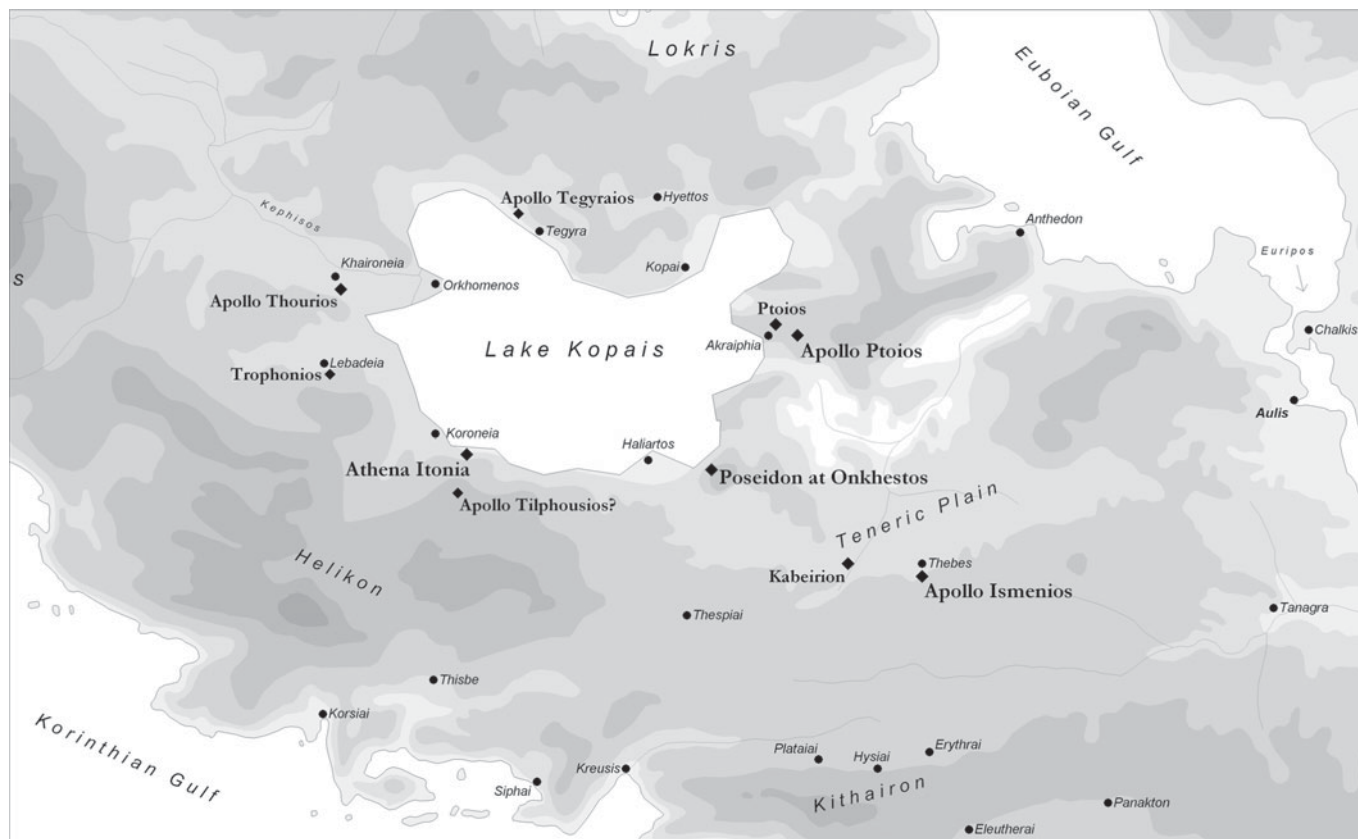 Lokris
Euboian Gulf
Apollo Tegyraios
Hyettos
Kephisos
Tegyra
Anthedon
Euripos
Kopai
Khaironeia
s
Orkhomenos
Apollo Thourios
Ptoios
Chalkis
Akraiphia
Lake Kopais
Apollo Ptoios
Lebadeia
Trophonios
Aulis
Koroneia
Haliartos
Athena Itonia
Poseidon at Onkhestos
Apollo Tilphousios?
Teneric Plain
Helikon
Thebes
Kabeirion
Apollo Ismenios
Thespiai
Tanagra
Thisbe
Korsiai
Korinthian Gulf
Plataiai
Hysiai
Erythrai
Kreusis
Siphai
Kithairon
Panakton
Eleutherai